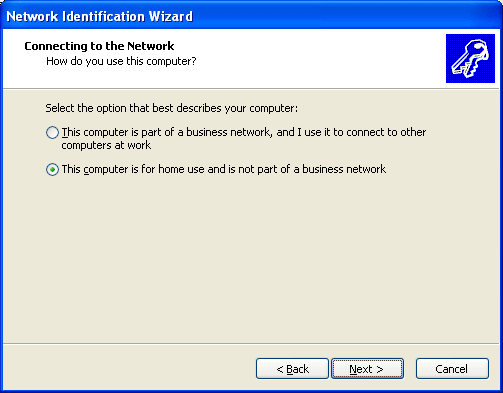 Network Identification Wizard
Connecting to the Network
How do you use this computer?
Select the option that best describes your computer:
This computer is part of a business network, and I use it to connect to other
computers at work
This computer is for home use and is not part of a business network
< Back
Next >
Cancel